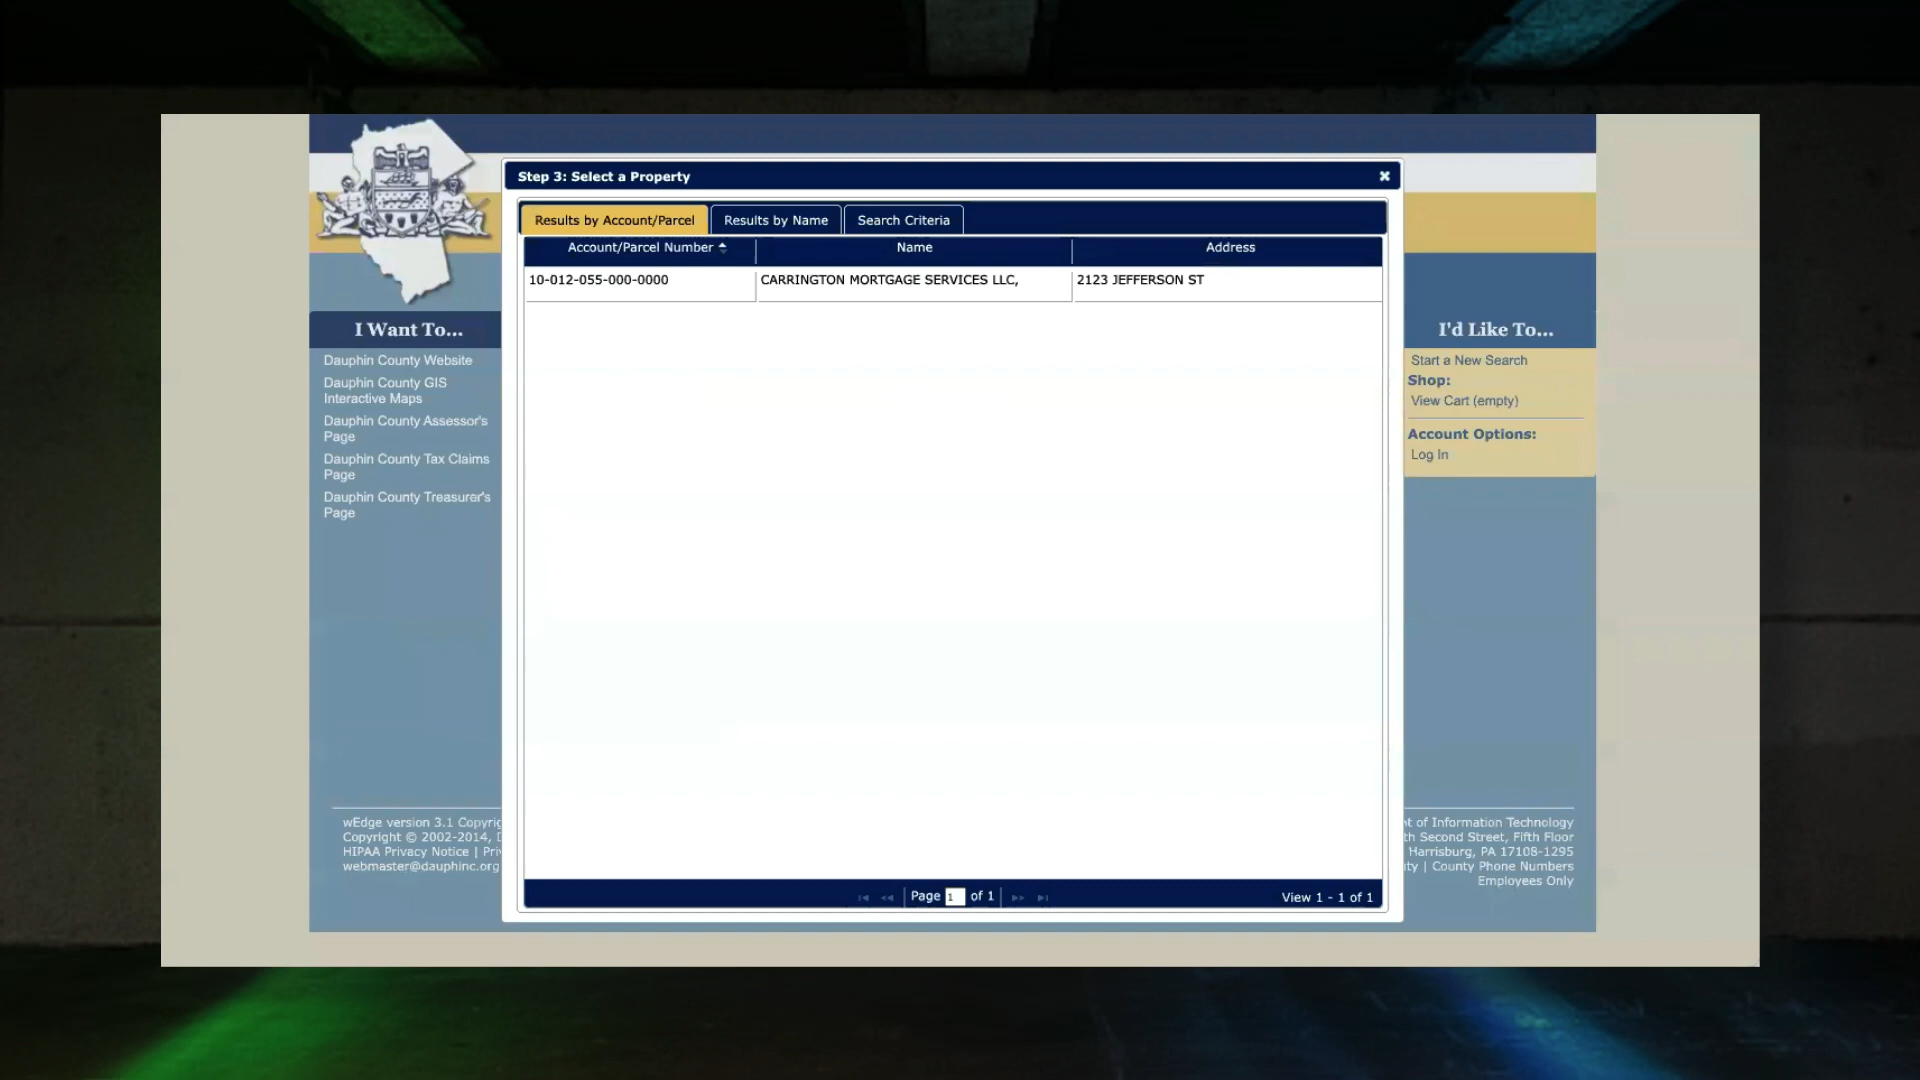 Step 3: Select a Property
Results by Account/Parcel
Results by Name
Search Criteria
Account/Parcel Number
Name
Address
10-012-055-000-0000
CARRINGTON MORTGAGE SERVICES LLC,
2123 JEFFERSON ST
I Want To...
Dauphin County Website
Dauphin County GIS
Interactive Maps
Dauphin County Assessor's
Page
Dauphin County Tax Claims
Page
Dauphin County Treasurer's
Page
I'd Like To...
Start a New Search
Shop:
View Cart (empty)
Account Options:
Log In
wEdge version 3.1
Copyright © 2002-2014,
HIPAA Privacy Notice |
webmaster@dauphinc.org
of Information Technology
Second Street, Fifth Floor
Harrisburg, PA 17108-1295
| County Phone Numbers
Employees Only
Page 1 of 1
View 1 - 1 of 1